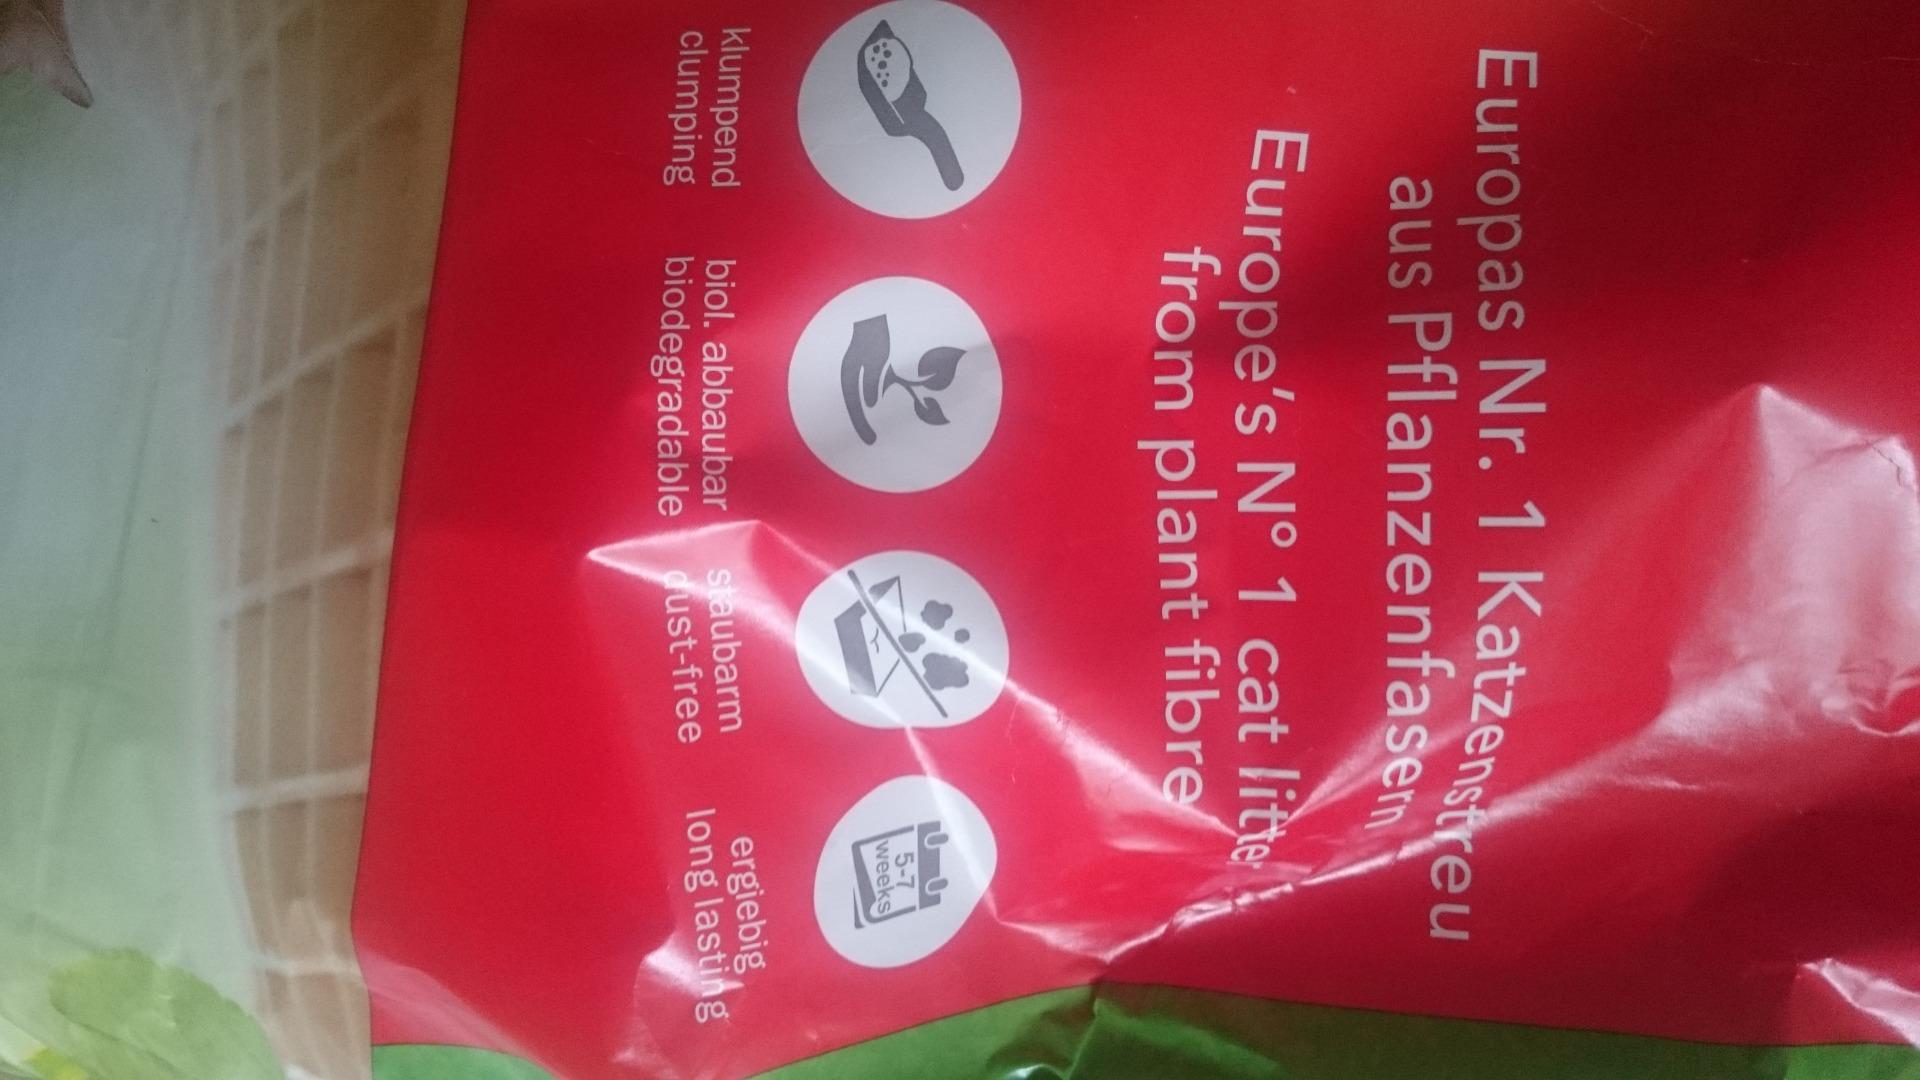 Europas Nr. 1 Katzenstreu
aus Pflanzenfasern
Europe's N° 1 cat litter
from plant fibre
5-7
weeks
klumpend
clumping
biol. abbaubar
biodegradable
staubarm
dust-free
ergiebig
long lasting